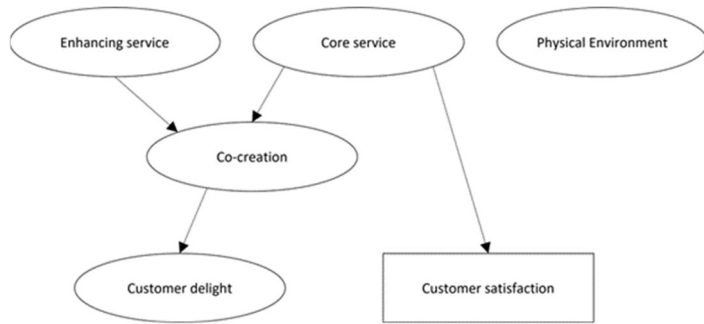 Enhancing service
Core service
Physical Environment
Co-creation
Customer delight
Customer satisfaction